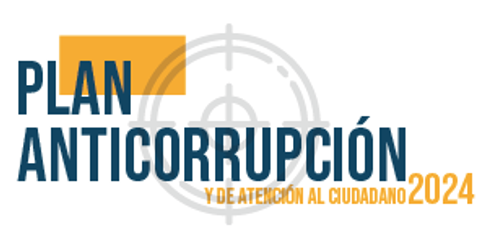 PLAN
ANTICORRUPCIÓN
Y DE ATENCIÓN AL CIUDADANO 2024